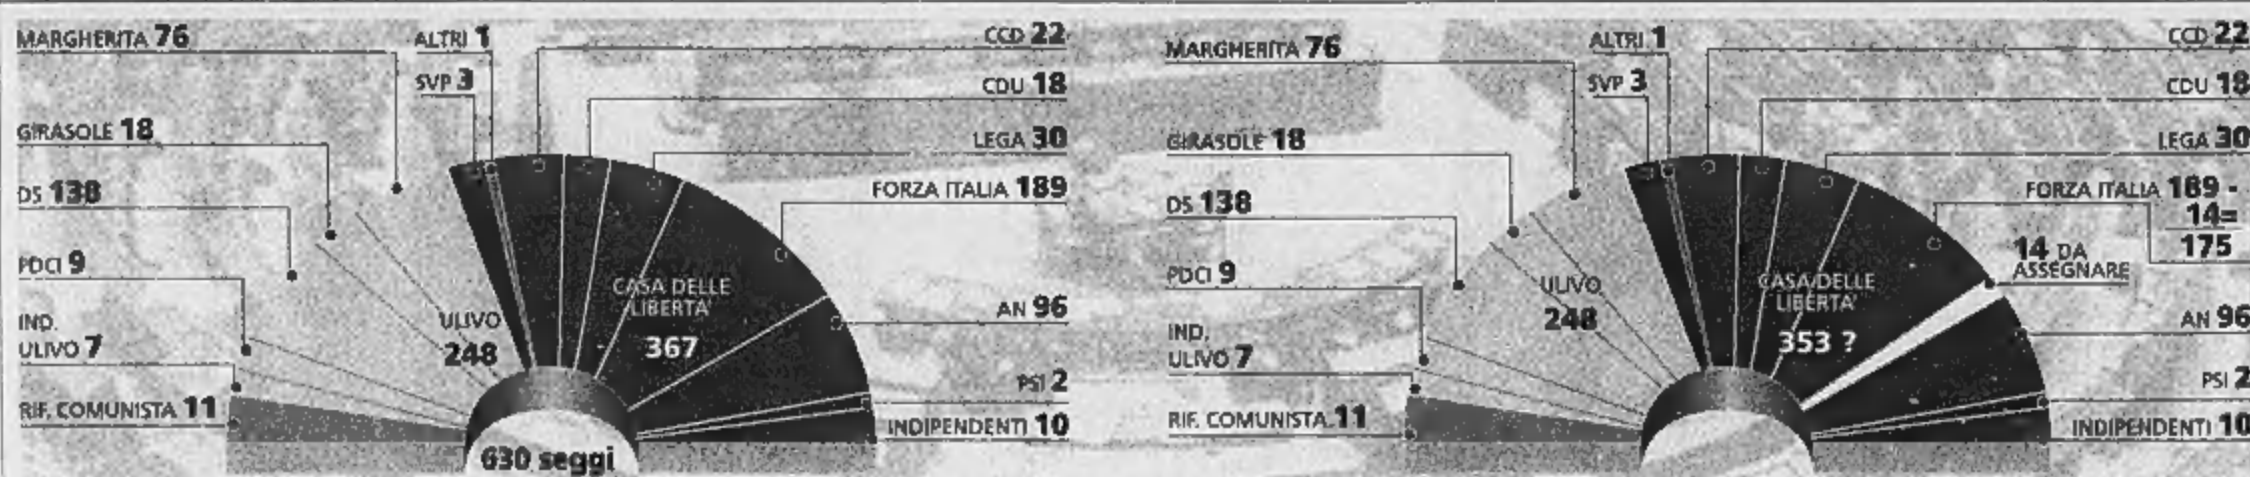 MARGHERITA 76
GIRASOLE 18
DS 138
PDCI 9
IND.
ULIVO 7
RIF. COMUNISTA 11
ALTRI 1
SVP 3
ULIVO
248
CASA DELLE
LIBERTA'
367
630 seggi
CCD 22
CDU 18
LEGA 30
FORZA ITALIA 189
AN 96
PSI 2
INDIPENDENTI 10
MARGHERITA 76
GIRASOLE 18
DS 138
PDCI 9
IND.
ULIVO 7
RIF. COMUNISTA 11
ALTRI 1
SVP 3
ULIVO
248
CASA DELLE
LIBERTA'
353 ?
CCD 22
CDU 18
LEGA 30
FORZA ITALIA 189 -
14=
175
14 DA
ASSEGNARE
AN 96
PSI 2
INDIPENDENTI 10